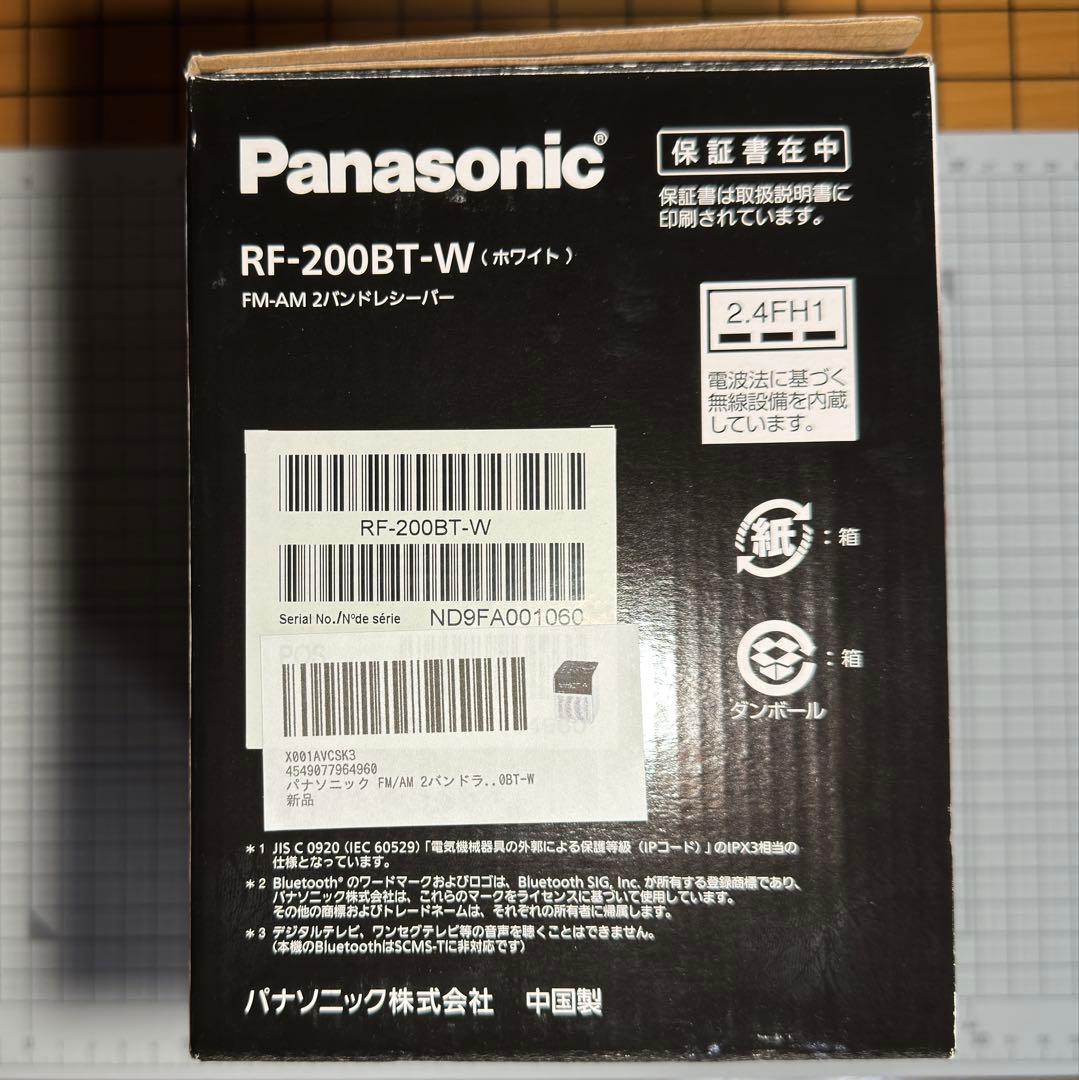 Panasonic®
RF-200BT-W（ホワイト）
FM-AM 2バンドレシーバー
保証書在中
保証書は取扱説明書に
印刷されています。
2.4FH1
電波法に基づく
無線設備を内蔵
しています。
紙：箱
：箱
ダンボール
RF-200BT-W
Serial No./Nºde série ND9FA001060
POS
X001AVCSK3
4549077964960
パナソニック FM/AM 2バンドラ..0BT-W
新品
＊1 JIS C 0920（IEC 60529）「電気機械器具の外郭による保護等級（IPコード）」のIPX3相当の
仕様となっています。
＊2 Bluetooth®のワードマークおよびロゴは、Bluetooth SIG, Inc. が所有する登録商標であり、
パナソニック株式会社は、これらのマークをライセンスに基づいて使用しています。
その他の商標およびトレードネームは、それぞれの所有者に帰属します。
＊3 デジタルテレビ、ワンセグテレビ等の音声を聴くことはできません。
（本機のBluetoothはSCMS-Tに非対応です）
パナソニック株式会社 中国製